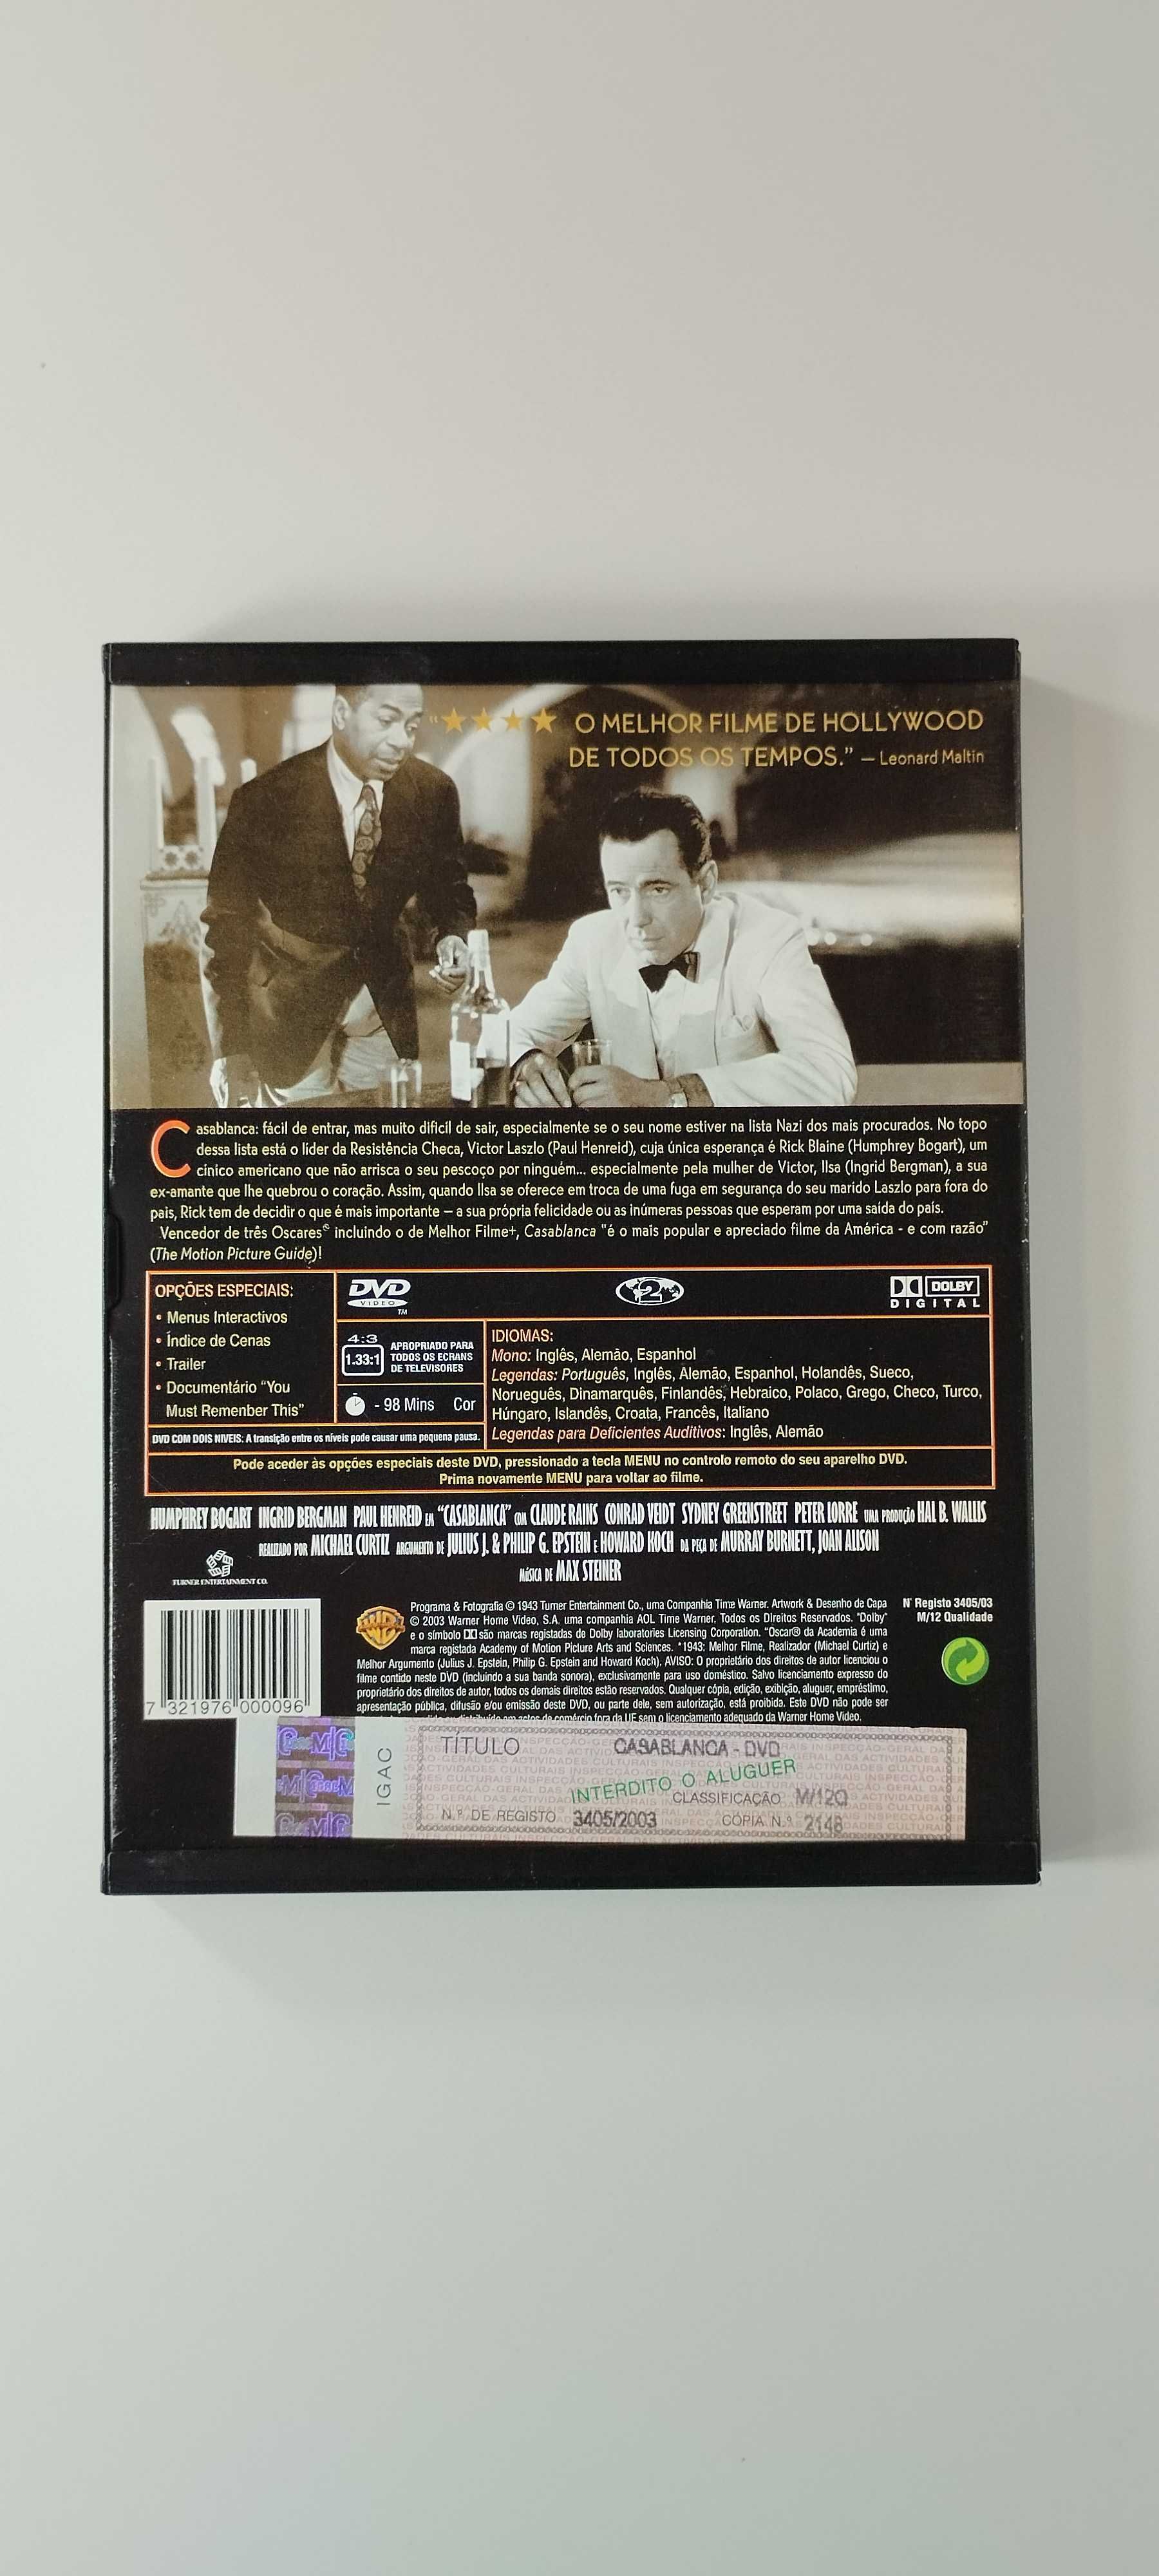 “★★★★ O MELHOR FILME DE HOLLYWOOD
DE TODOS OS TEMPOS.” — Leonard Maltin
Casablanca: fácil de entrar, mas muito difícil de sair, especialmente se o seu nome estiver na lista Nazi dos mais procurados. No topo
dessa lista está o líder da Resistência Checa, Victor Laszlo (Paul Henreid), cuja única esperança é Rick Blaine (Humphrey Bogart), um
cínico americano que não arrisca o seu pescoço por ninguém... especialmente pela mulher de Victor, Ilsa (Ingrid Bergman), a sua
ex-amante que lhe quebrou o coração. Assim, quando Ilsa se oferece em troca de uma fuga em segurança do seu marido Laszlo para fora do
pais, Rick tem de decidir o que é mais importante – a sua própria felicidade ou as inúmeras pessoas que esperam por uma saída do país.
Vencedor de três Oscares® incluindo o de Melhor Filme+, Casablanca “é o mais popular e apreciado filme da América - e com razão”
(The Motion Picture Guide)!
OPÇÕES ESPECIAIS:
• Menus Interactivos
• Índice de Cenas
• Trailer
• Documentário “You
Must Remenber This”
DVD
VIDEO
TM
2
DOLBY
DIGITAL
4:3
1.33:1
APROPRIADO PARA
TODOS OS ECRANS
DE TELEVISORES
- 98 Mins Cor
IDIOMAS:
Mono: Inglês, Alemão, Espanhol
Legendas: Português, Inglês, Alemão, Espanhol, Holandês, Sueco,
Norueguês, Dinamarquês, Finlandês, Hebraico, Polaco, Grego, Checo, Turco,
Húngaro, Islandês, Croata, Francês, Italiano
Legendas para Deficientes Auditivos: Inglês, Alemão
DVD COM DOIS NIVEIS: A transição entre os níveis pode causar uma pequena pausa.
Pode aceder às opções especiais deste DVD, pressionado a tecla MENU no controlo remoto do seu aparelho DVD.
Prima novamente MENU para voltar ao filme.
HUMPHREY BOGART INGRID BERGMAN PAUL HENREID EM “CASABLANCA” COM CLAUDE RAINS CONRAD VEIDT SYDNEY GREENSTREET PETER LORRE UMA PRODUÇÃO HAL B. WALLIS
REALIZADO POR MICHAEL CURTIZ ARGUMENTO DE JULIUS J. & PHILIP G. EPSTEIN E HOWARD KOCH DA PEÇA DE MURRAY BURNETT, JOAN ALISON
MÚSICA DE MAX STEINER
TURNER ENTERTAINMENT CO.
7 321976 000096
WB
Programa & Fotografia © 1943 Turner Entertainment Co., uma Companhia Time Warner. Artwork & Desenho de Capa
© 2003 Warner Home Video, S.A. uma companhia AOL Time Warner, Todos os Direitos Reservados. “Dolby”
e o símbolo DD são marcas registadas de Dolby laboratories Licensing Corporation. “Oscar® da Academia é uma
marca registada Academy of Motion Picture Arts and Sciences. *1943: Melhor Filme, Realizador (Michael Curtiz) e
Melhor Argumento (Julius J. Epstein, Philip G. Epstein and Howard Koch). AVISO: O proprietário dos direitos de autor licenciou o
filme contido neste DVD (incluindo a sua banda sonora), exclusivamente para uso doméstico. Salvo licenciamento expresso do
proprietário dos direitos de autor, todos os demais direitos estão reservados. Qualquer cópia, edição, exibição, aluguer, empréstimo,
apresentação pública, difusão e/ou emissão deste DVD, ou parte dele, sem autorização, está proibida. Este DVD não pode ser
distribuído em actos de comércio fora da UE sem o licenciamento adequado da Warner Home Video.
Nº Registo 3405/03
M/12 Qualidade
IGAC
TÍTULO CASABLANCA - DVD
INTERDITO O ALUGUER
CLASSIFICAÇÃO M/12Q
N.º DE REGISTO 3405/2003 CÓPIA N.º 2146